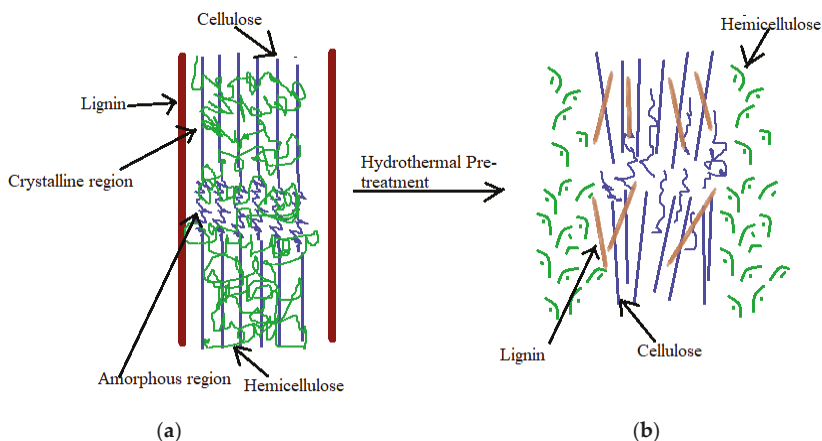 Cellulose
Hemicellulose
Lignin
Crystalline region
Hydrothermal Pre-
treatment
Amorphous region
Hemicellulose
Lignin
Cellulose
(a)
(b)